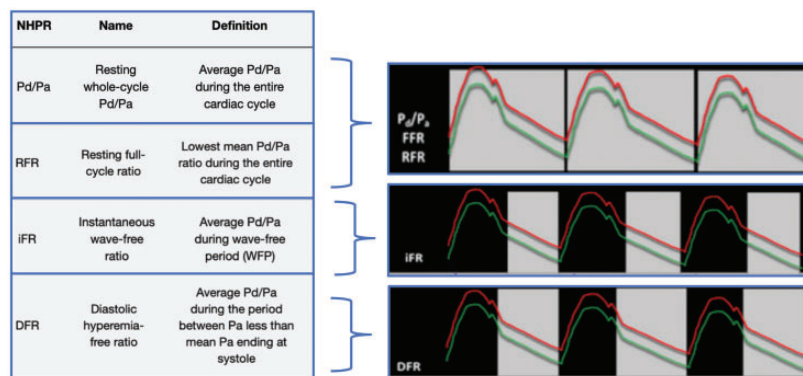 NHPR Name Definition
Pd/Pa
Resting
whole-cycle
Pd/Pa
Average Pd/Pa
during the entire
cardiac cycle
RFR
Resting full-
cycle ratio
Lowest mean Pd/Pa
ratio during the entire
cardiac cycle
iFR
Instantaneous
wave-free
ratio
Average Pd/Pa
during wave-free
period (WFP)
DFR
Diastolic
hyperemia-
free ratio
Average Pd/Pa
during the period
between Pa less than
mean Pa ending at
systole
Pd/Pa
FFR
RFR
iFR
DFR